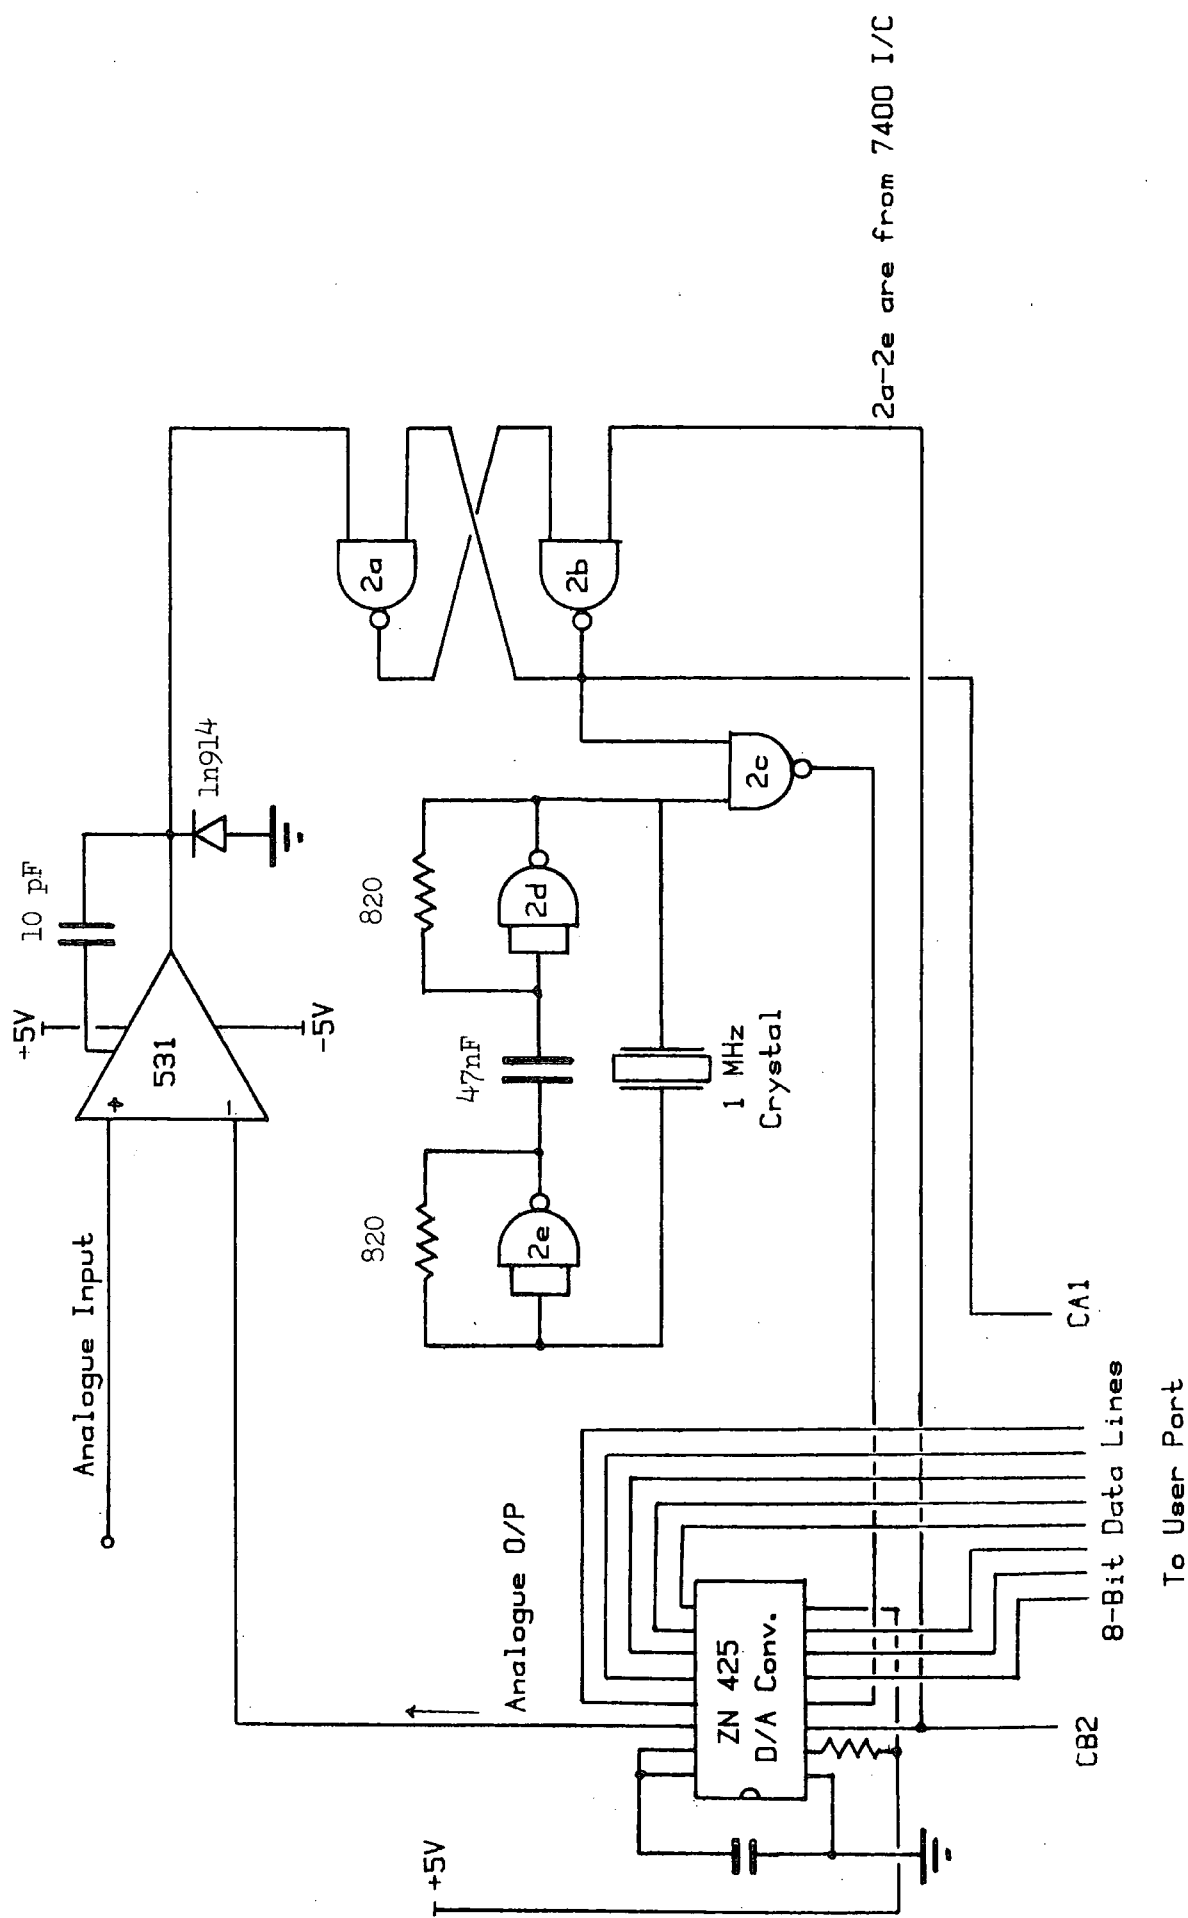 +5V
10 pF
1n914
531
+
-
-5V
Analogue Input
820
820
47nF
2e
2d
1 MHz
Crystal
2a
2b
2c
Analogue O/P
ZN 425
D/A Conv.
+5V
CB2
8-Bit Data Lines
To User Port
CA1
2a-2e are from 7400 I/C